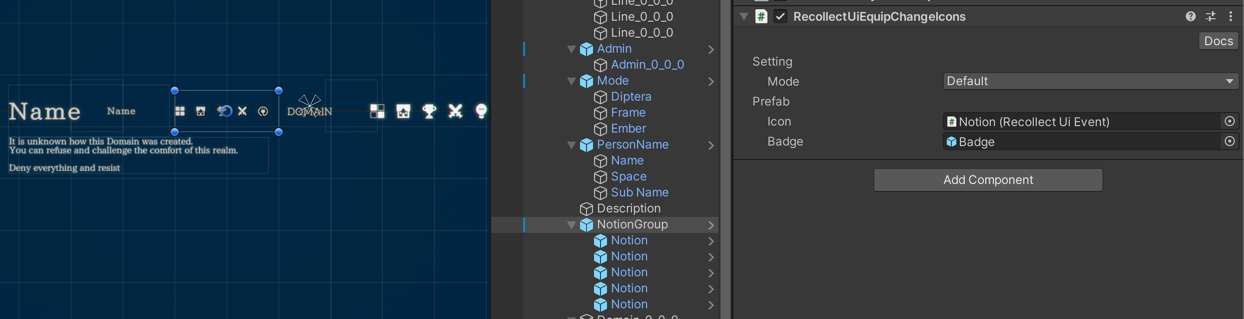 Name
Name
DOMAIN
It is unknown how this Domain was created.
You can refuse and challenge the comfort of this realm.
Deny everything and resist
Line_0_0_0
Line_0_0_0
Line_0_0_0
Admin
Admin_0_0_0
Mode
Diptera
Frame
Ember
PersonName
Name
Space
Sub Name
Description
NotionGroup
Notion
Notion
Notion
Notion
Notion
Domain_0_0_0
RecollectUiEquipChangeIcons
Docs
Setting
Mode
Default
Prefab
Icon
Notion (Recollect Ui Event)
Badge
Badge
Add Component